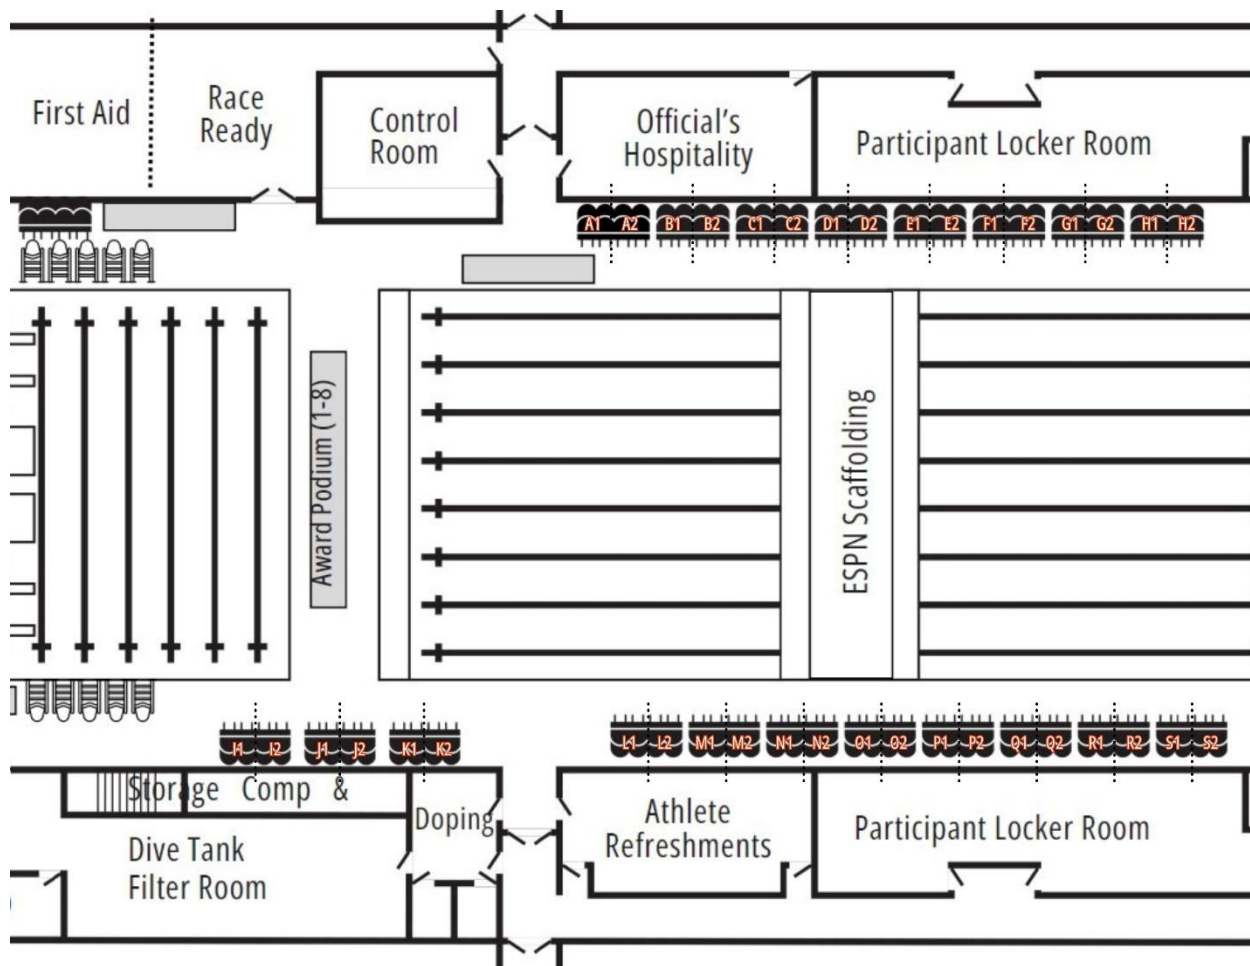 First Aid
Race
Ready
Control
Room
Official's
Hospitality
Participant Locker Room
A1 A2 B1 B2 C1 C2 D1 D2 E1 E2 F1 F2 G1 G2 H1 H2
Award Podium (1-8)
ESPN Scaffolding
I1 I2 J1 J2 K1 K2 L1 L2 M1 M2 N1 N2 O1 O2 P1 P2 Q1 Q2 R1 R2 S1 S2
Storage Comp &
Doping
Athlete
Refreshments
Participant Locker Room
Dive Tank
Filter Room